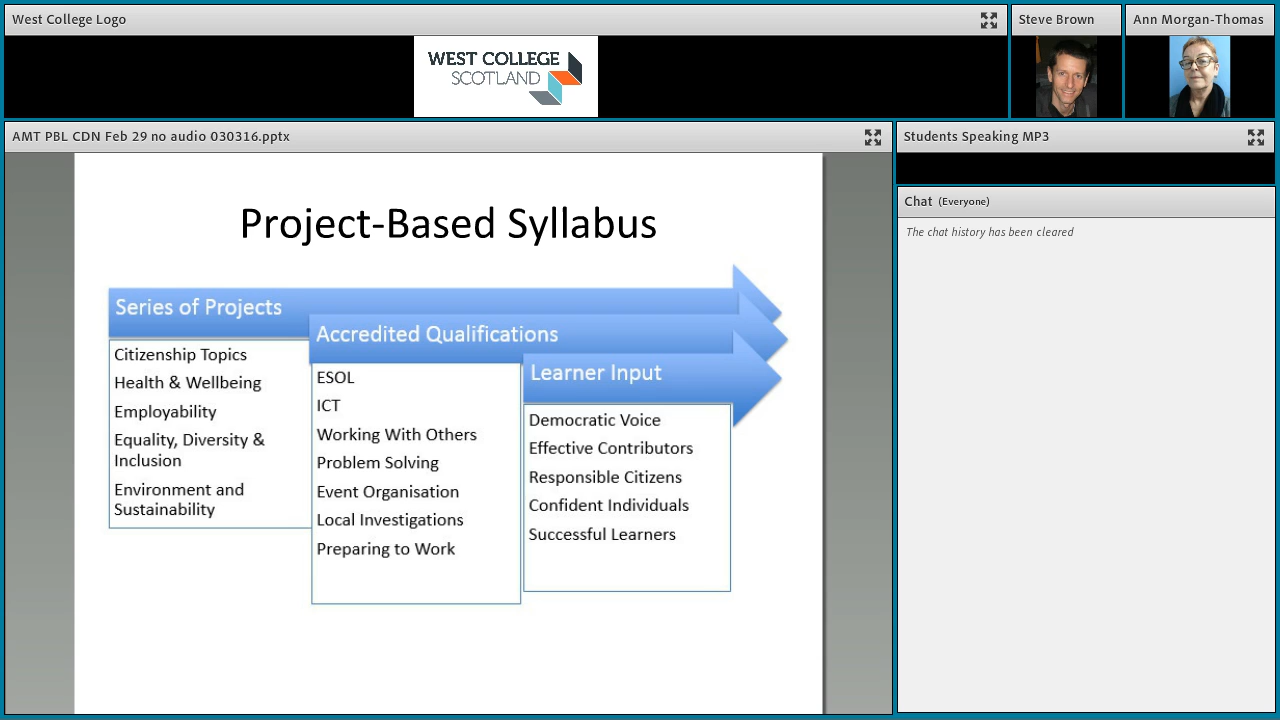 West College Logo
Steve Brown
Ann Morgan-Thomas
WEST COLLEGE
SCOTLAND
AMT PBL CDN Feb 29 no audio 030316.pptx
Students Speaking MP3
Chat (Everyone)
The chat history has been cleared
Project-Based Syllabus
Series of Projects
Citizenship Topics
Health & Wellbeing
Employability
Equality, Diversity &
Inclusion
Environment and
Sustainability
Accredited Qualifications
ESOL
ICT
Working With Others
Problem Solving
Event Organisation
Local Investigations
Preparing to Work
Learner Input
Democratic Voice
Effective Contributors
Responsible Citizens
Confident Individuals
Successful Learners